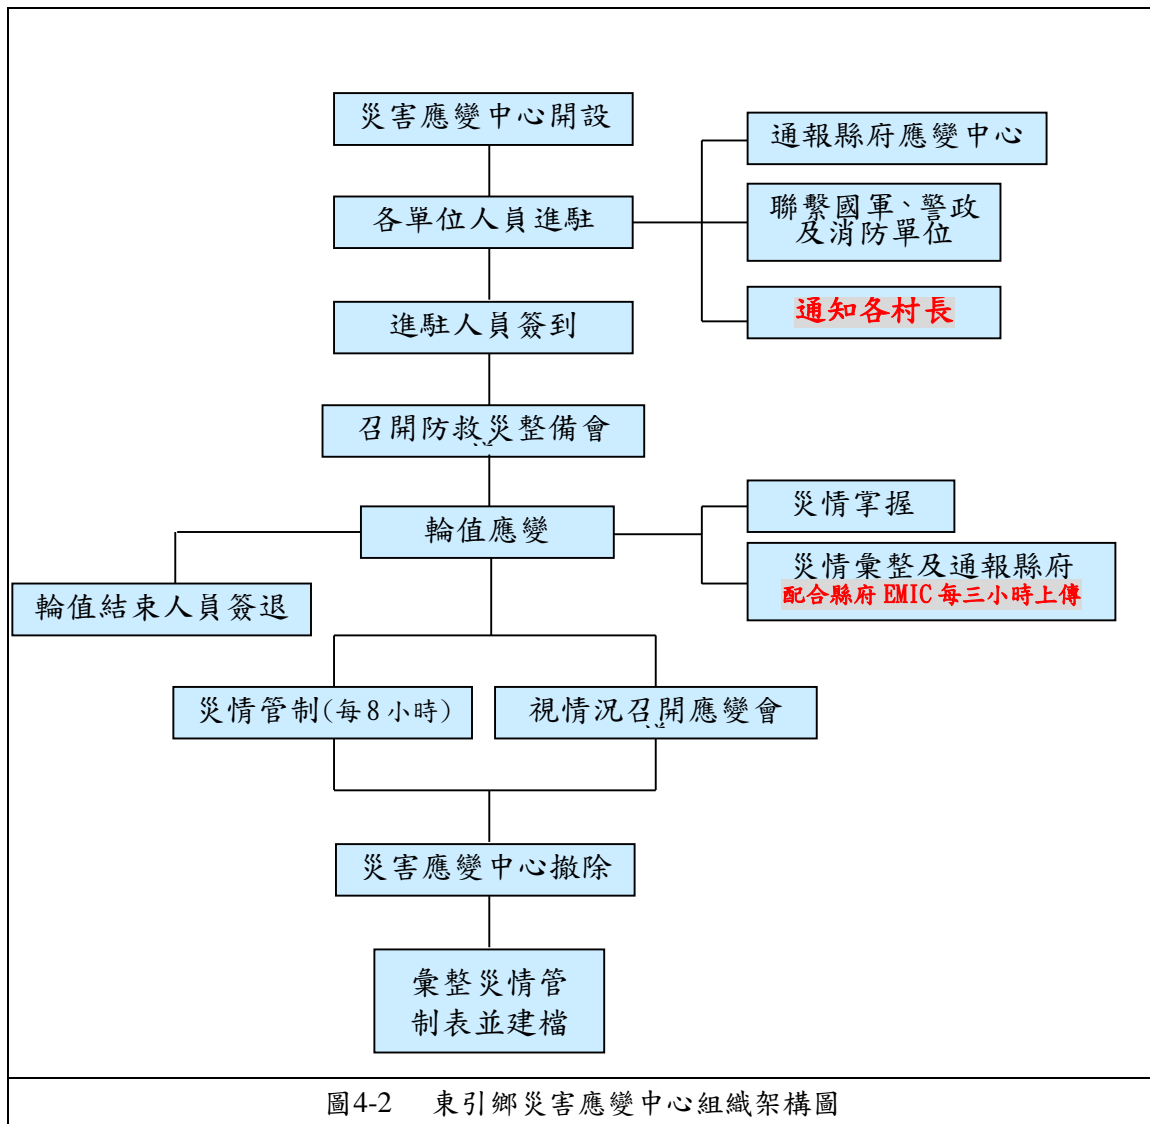 災害應變中心開設
通報縣府應變中心
各單位人員進駐
聯繫國軍、警政
及消防單位
進駐人員簽到
通知各村長
召開防救災整備會
輪值應變
災情掌握
災情彙整及通報縣府
配合縣府 EMIC 每三小時上傳
輪值結束人員簽退
災情管制(每8小時)
視情況召開應變會
災害應變中心撤除
彙整災情管
制表並建檔
圖4-2 東引鄉災害應變中心組織架構圖